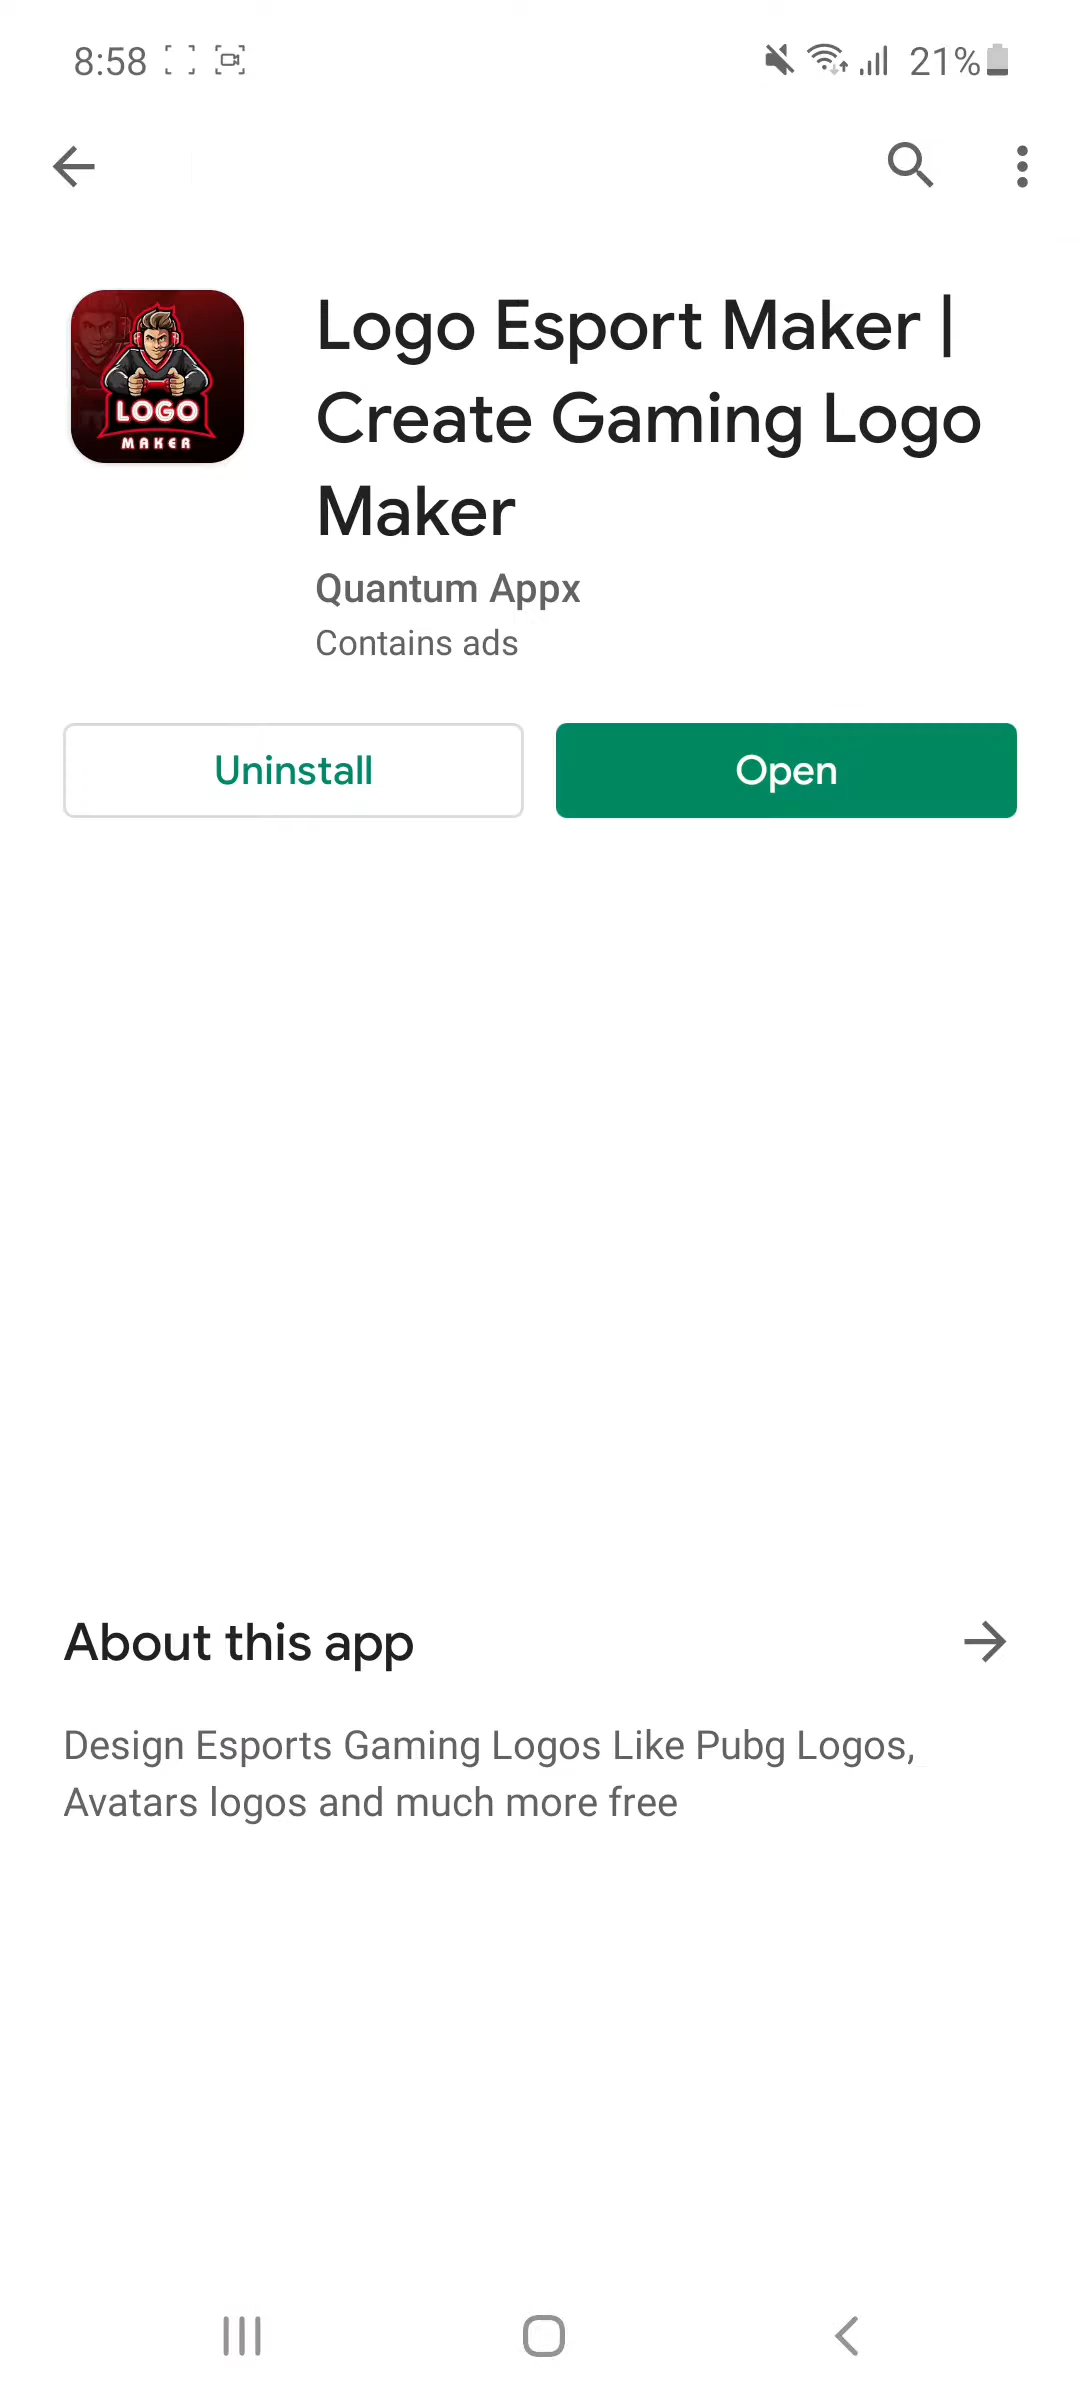 8:58
21%
LOGO
MAKER
Logo Esport Maker |
Create Gaming Logo
Maker
Quantum Appx
Contains ads
Uninstall
Open
About this app
Design Esports Gaming Logos Like Pubg Logos,
Avatars logos and much more free